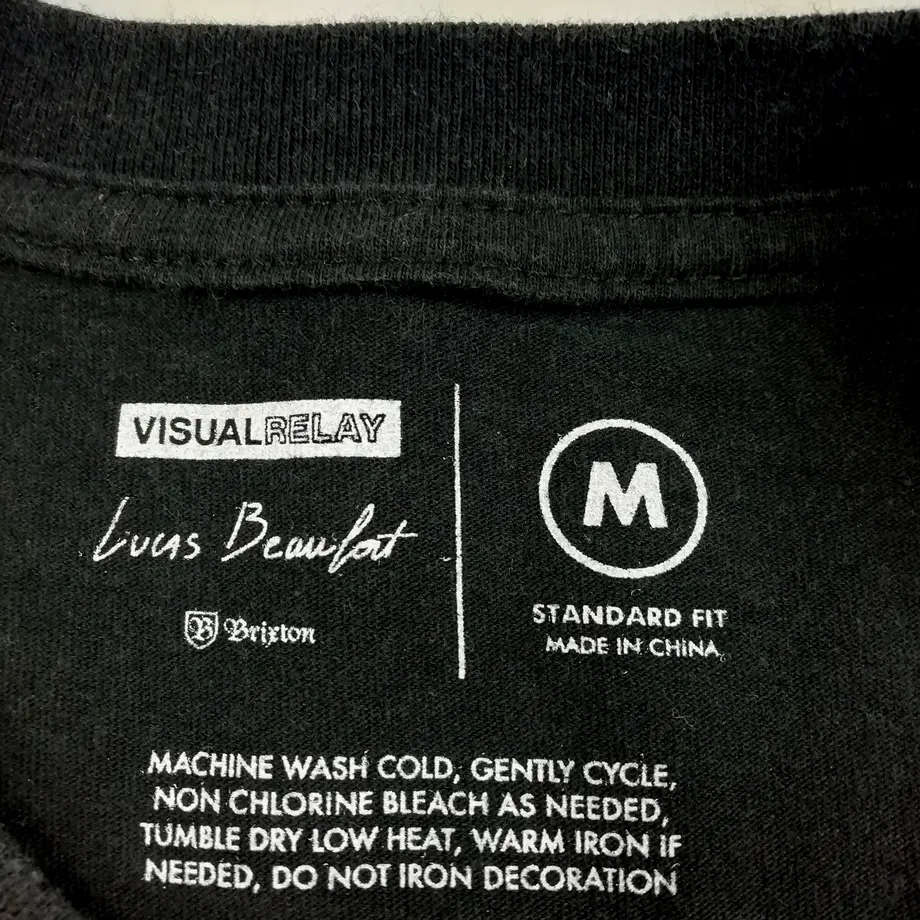 VISUALRELAY
Lucas Beaufort
B Brixton
M
STANDARD FIT
MADE IN CHINA
MACHINE WASH COLD, GENTLY CYCLE,
NON CHLORINE BLEACH AS NEEDED,
TUMBLE DRY LOW HEAT, WARM IRON IF
NEEDED, DO NOT IRON DECORATION